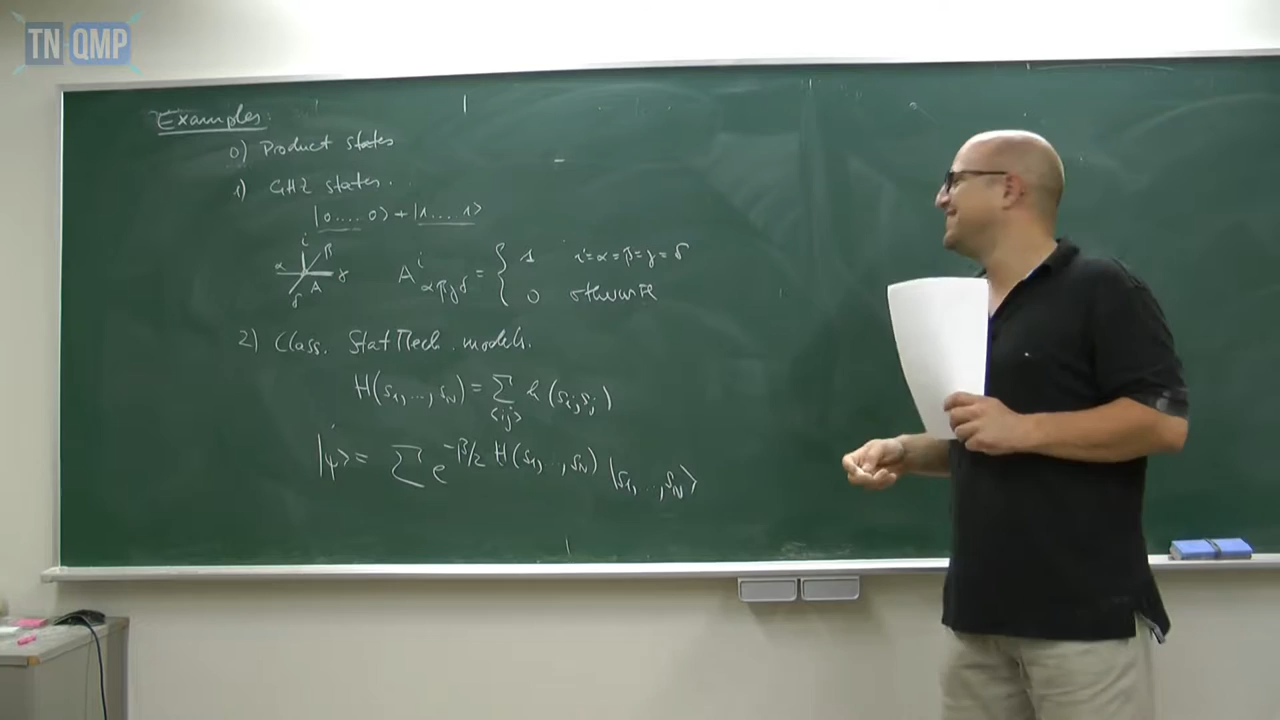 TN QMP
Examples:
0) Product states
1) GHZ states.
|0.....0⟩ + |1.....1⟩
i
α β γ δ A
A^i_{αβγδ} = { 1 i=α=β=γ=δ
0 otherwise
2) Class. StatMech. models.
H(s_1,...,s_N) = Σ_{<i,j>} h(s_i,s_j)
|ψ⟩ = Σ e^{-β/2 H(s_1,...,s_N)} |s_1,...,s_N⟩